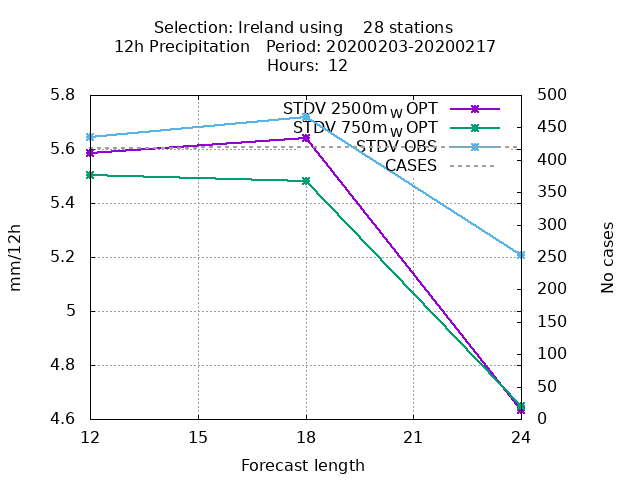 Selection: Ireland using 28 stations
12h Precipitation Period: 20200203-20200217
Hours: 12
STDV 2500m_W OPT
STDV 750m_W OPT
STDV OBS
CASES
5.8
5.6
5.4
5.2
5
4.8
4.6
mm/12h
500
450
400
350
300
250
200
150
100
50
0
No cases
12 15 18 21 24
Forecast length